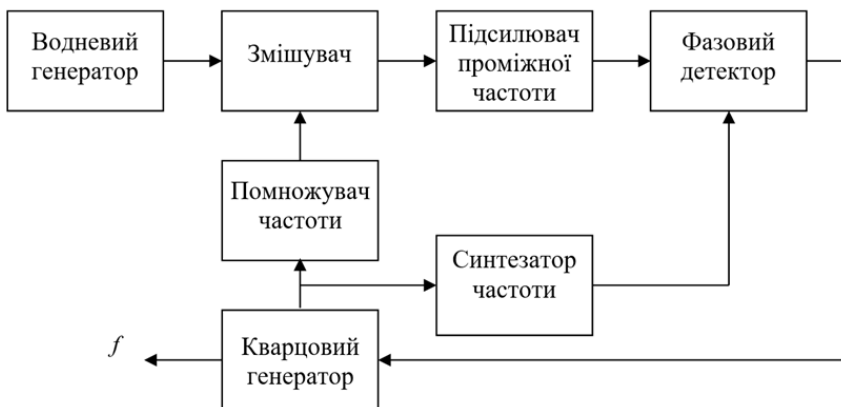 Водневий
генератор
Змішувач
Підсилювач
проміжної
частоти
Фазовий
детектор
Помножувач
частоти
Синтезатор
частоти
f
Кварцовий
генератор